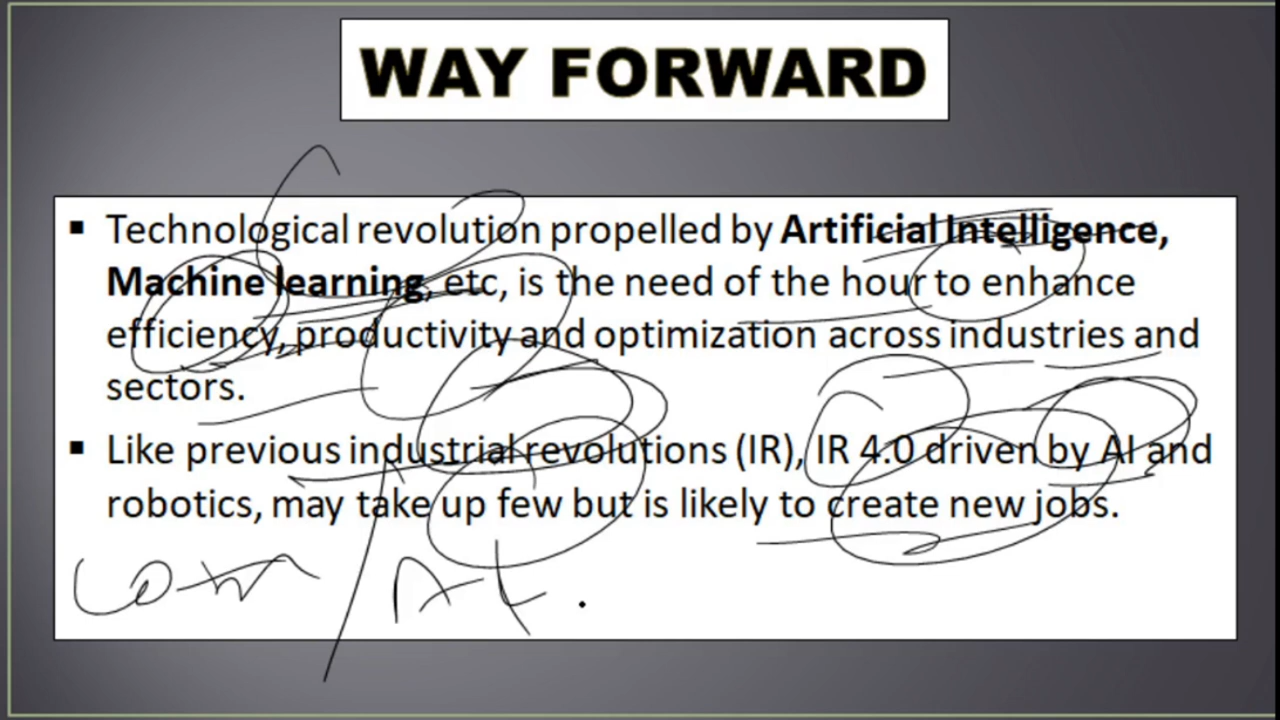 WAY FORWARD
▪ Technological revolution propelled by Artificial Intelligence,
Machine learning, etc, is the need of the hour to enhance
efficiency, productivity and optimization across industries and
sectors.
▪ Like previous industrial revolutions (IR), IR 4.0 driven by AI and
robotics, may take up few but is likely to create new jobs.